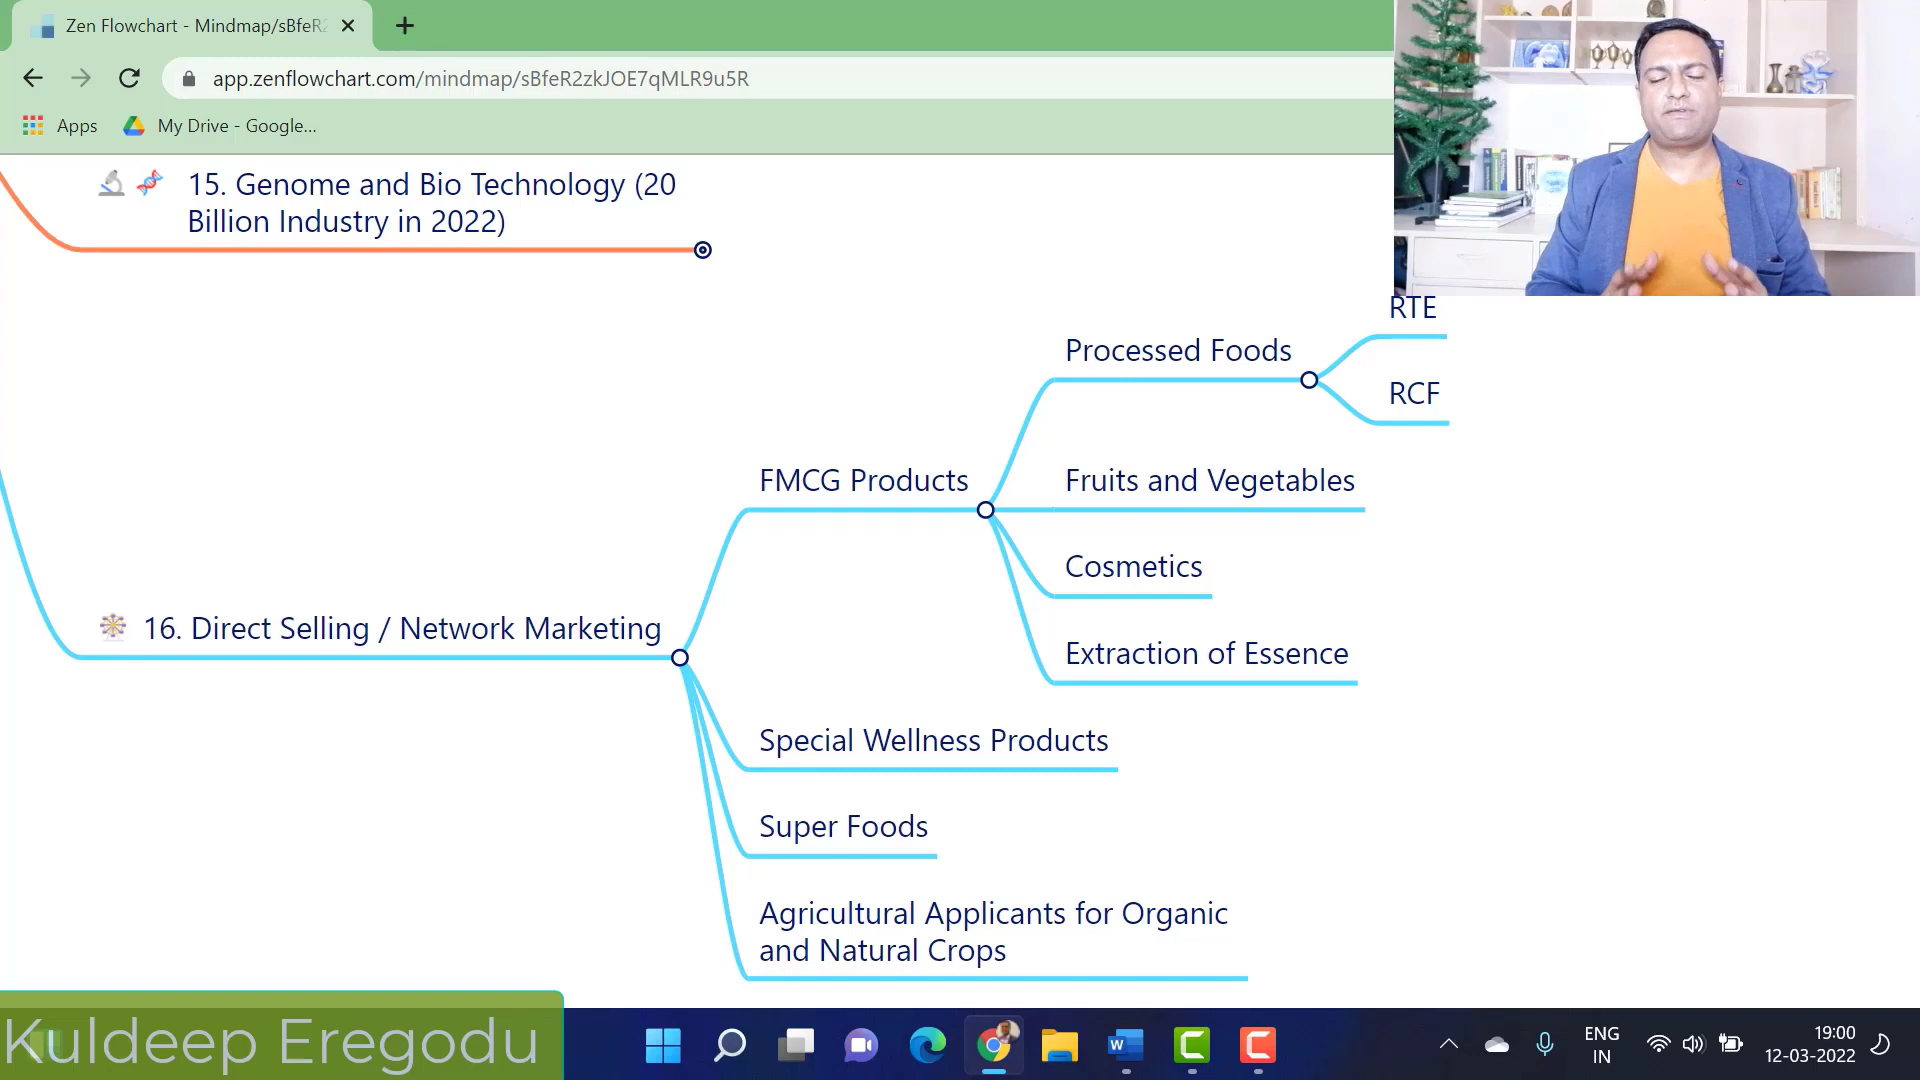 Zen Flowchart - Mindmap/sBfeR
app.zenflowchart.com/mindmap/sBfeR2zkJOE7qMLR9u5R
Apps
My Drive - Google...
15. Genome and Bio Technology (20
Billion Industry in 2022)
RTE
Processed Foods
RCF
FMCG Products
Fruits and Vegetables
Cosmetics
16. Direct Selling / Network Marketing
Extraction of Essence
Special Wellness Products
Super Foods
Agricultural Applicants for Organic
and Natural Crops
Kuldeep Eregodu
ENG
IN
19:00
12-03-2022